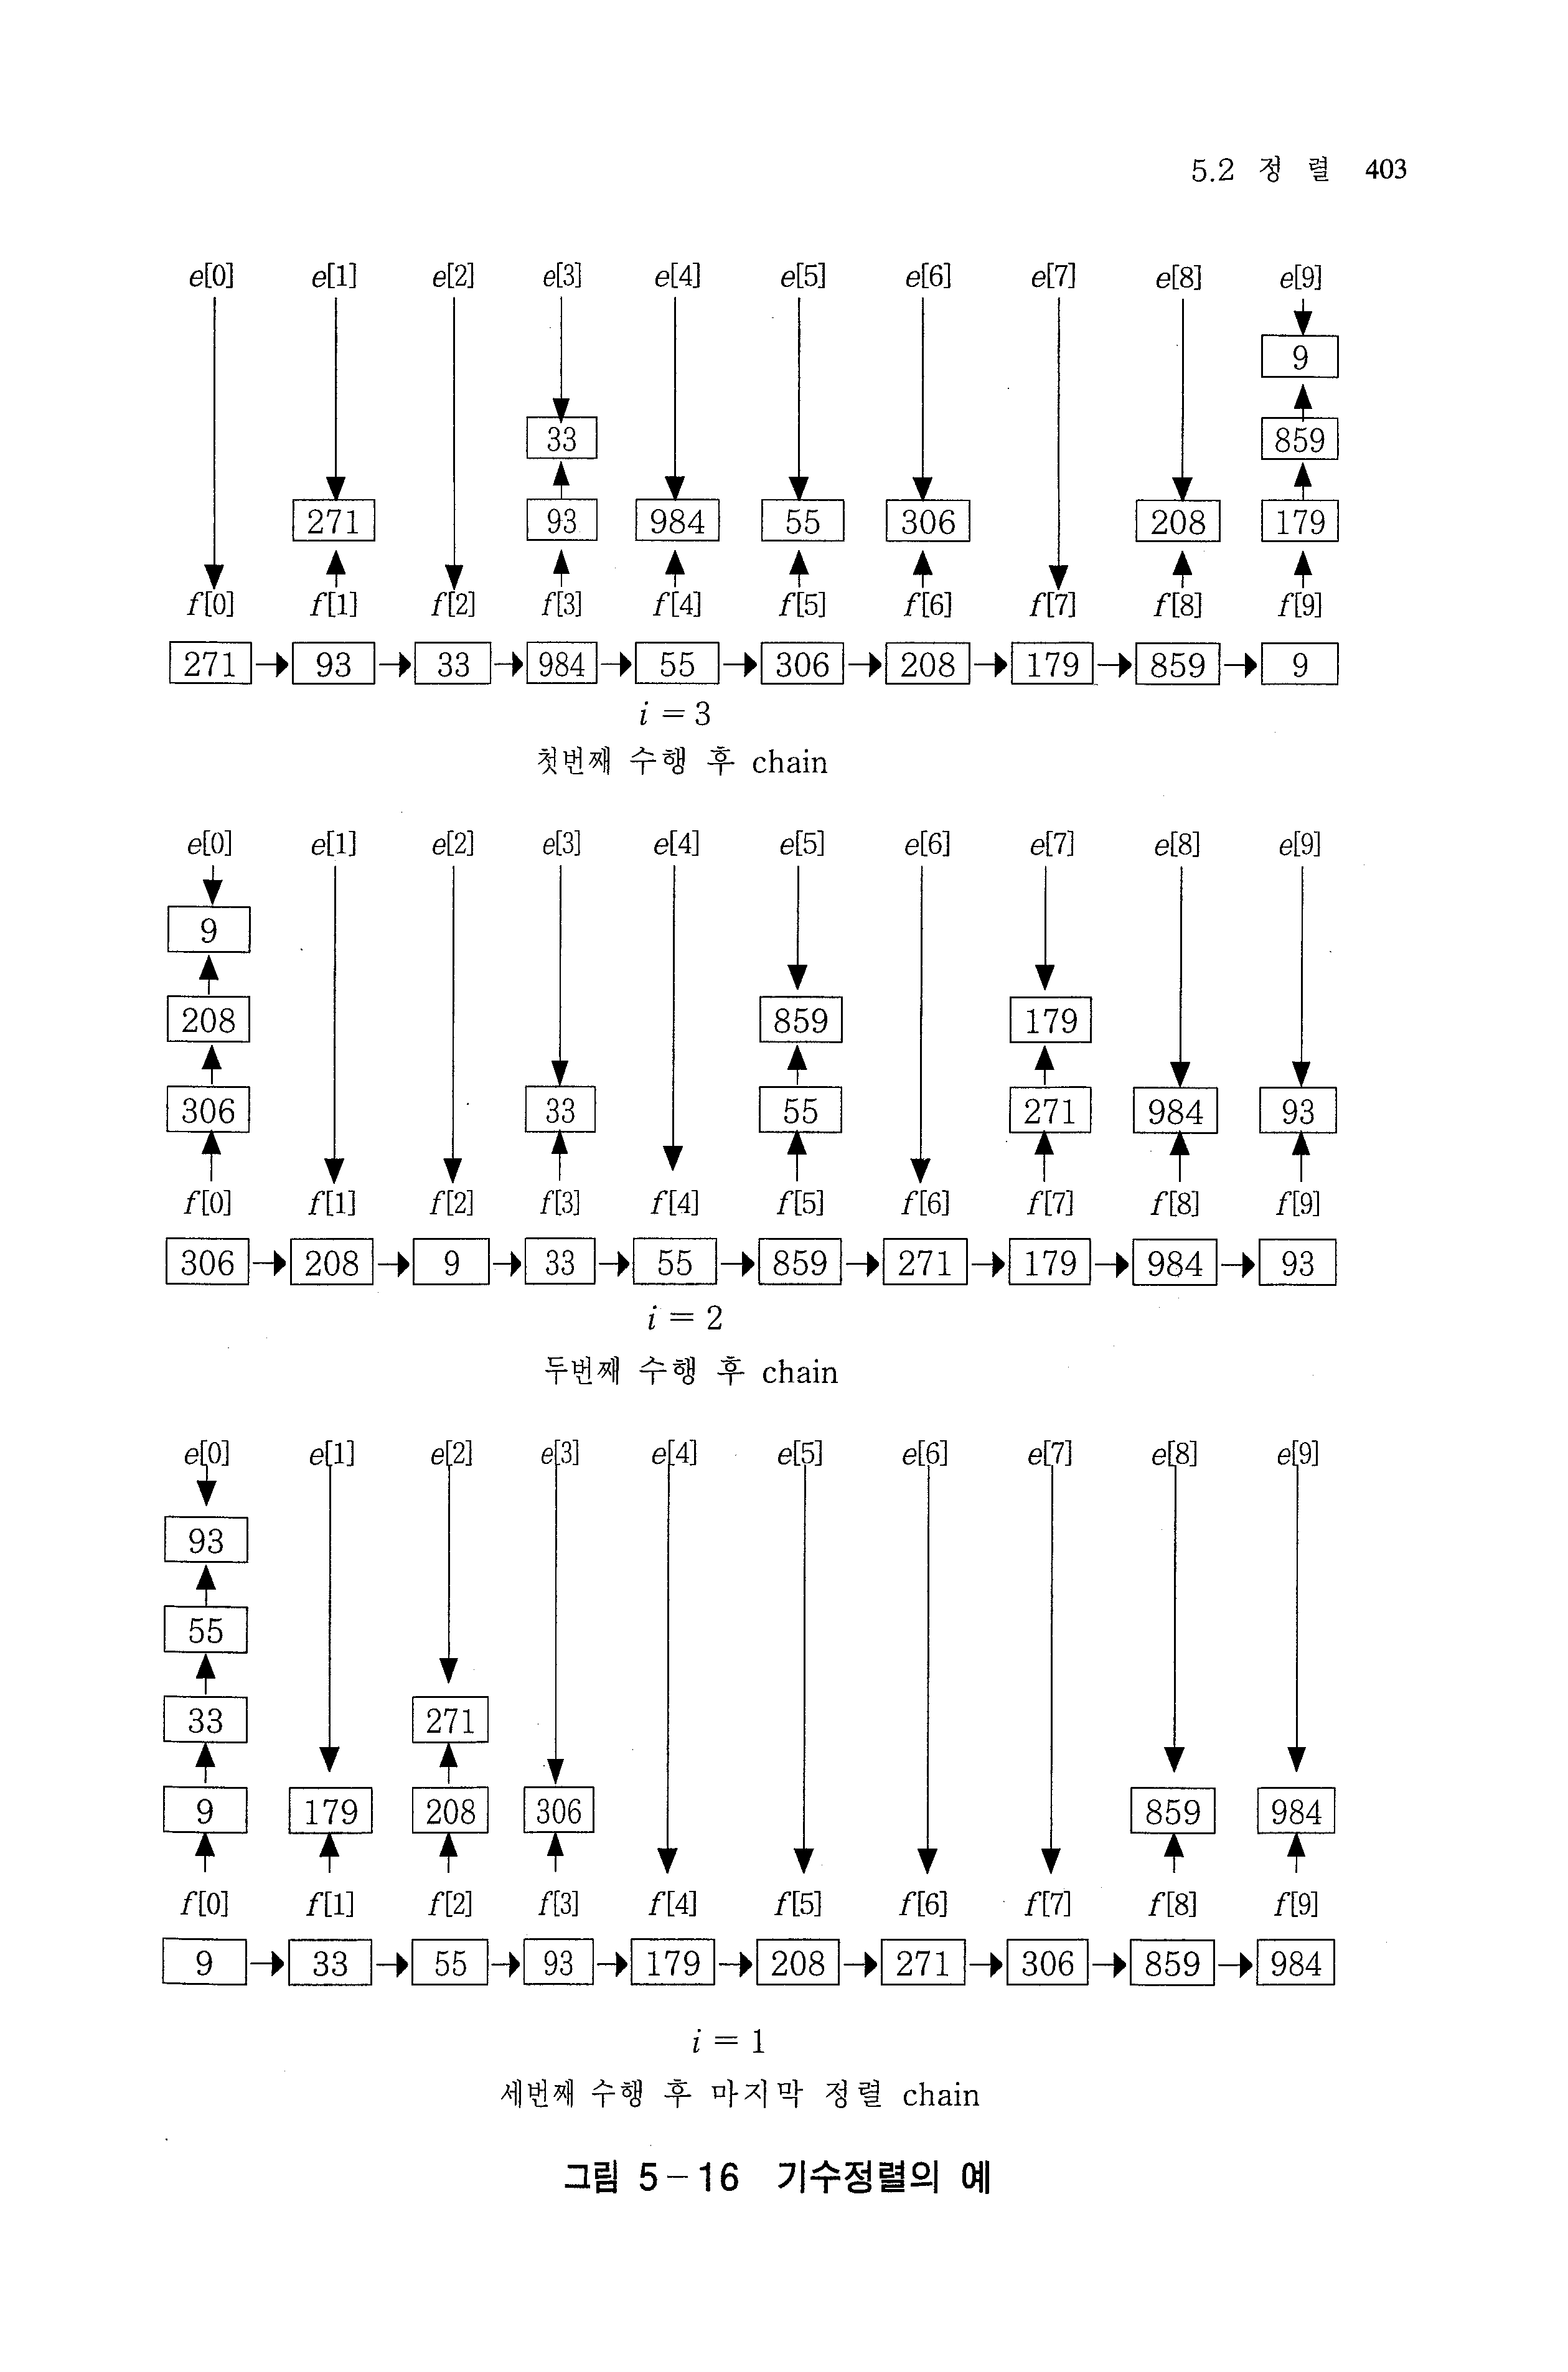 5.2 정 렬 403
e[0] e[1] e[2] e[3] e[4] e[5] e[6] e[7] e[8] e[9]
9
33 859
271 93 984 55 306 208 179
f[0] f[1] f[2] f[3] f[4] f[5] f[6] f[7] f[8] f[9]
271 93 33 984 55 306 208 179 859 9
i = 3
첫번째 수행 후 chain
e[0] e[1] e[2] e[3] e[4] e[5] e[6] e[7] e[8] e[9]
9
208 859 179
306 33 55 271 984 93
f[0] f[1] f[2] f[3] f[4] f[5] f[6] f[7] f[8] f[9]
306 208 9 33 55 859 271 179 984 93
i = 2
두번째 수행 후 chain
e[0] e[1] e[2] e[3] e[4] e[5] e[6] e[7] e[8] e[9]
93
55
33 271
9 179 208 306 859 984
f[0] f[1] f[2] f[3] f[4] f[5] f[6] f[7] f[8] f[9]
9 33 55 93 179 208 271 306 859 984
i = 1
세번째 수행 후 마지막 정렬 chain
그림 5-16 기수정렬의 예